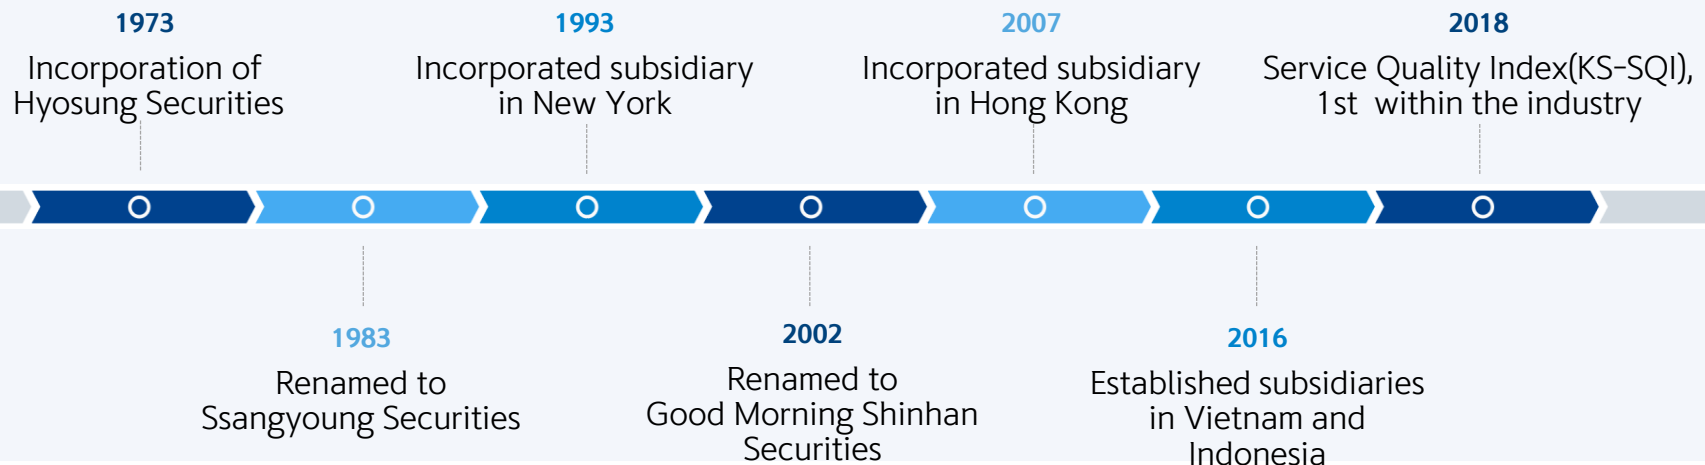 1973
Incorporation of
Hyosung Securities
1993
Incorporated subsidiary
in New York
2007
Incorporated subsidiary
in Hong Kong
2018
Service Quality Index(KS-SQI),
1st within the industry
1983
Renamed to
Ssangyoung Securities
2002
Renamed to
Good Morning Shinhan
Securities
2016
Established subsidiaries
in Vietnam and
Indonesia